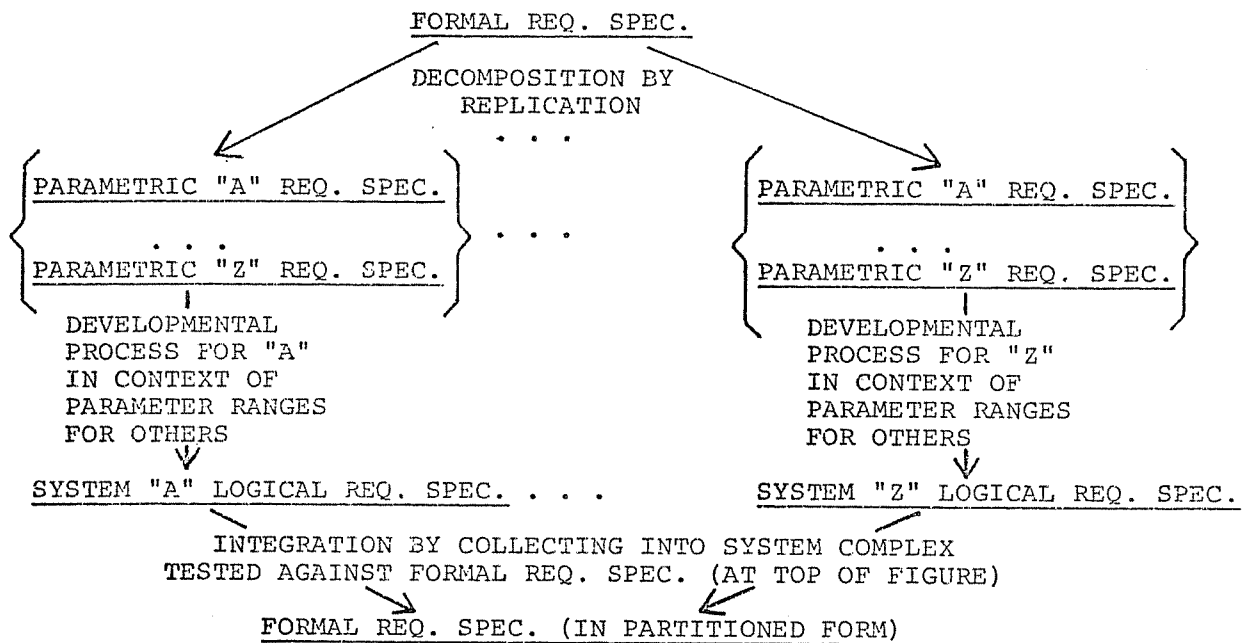 FORMAL REQ. SPEC.
DECOMPOSITION BY
REPLICATION
. . .
PARAMETRIC "A" REQ. SPEC.
. . .
PARAMETRIC "Z" REQ. SPEC.
. . .
PARAMETRIC "A" REQ. SPEC.
. . .
PARAMETRIC "Z" REQ. SPEC.
DEVELOPMENTAL
PROCESS FOR "A"
IN CONTEXT OF
PARAMETER RANGES
FOR OTHERS
DEVELOPMENTAL
PROCESS FOR "Z"
IN CONTEXT OF
PARAMETER RANGES
FOR OTHERS
SYSTEM "A" LOGICAL REQ. SPEC. . . .
SYSTEM "Z" LOGICAL REQ. SPEC.
INTEGRATION BY COLLECTING INTO SYSTEM COMPLEX
TESTED AGAINST FORMAL REQ. SPEC. (AT TOP OF FIGURE)
FORMAL REQ. SPEC. (IN PARTITIONED FORM)